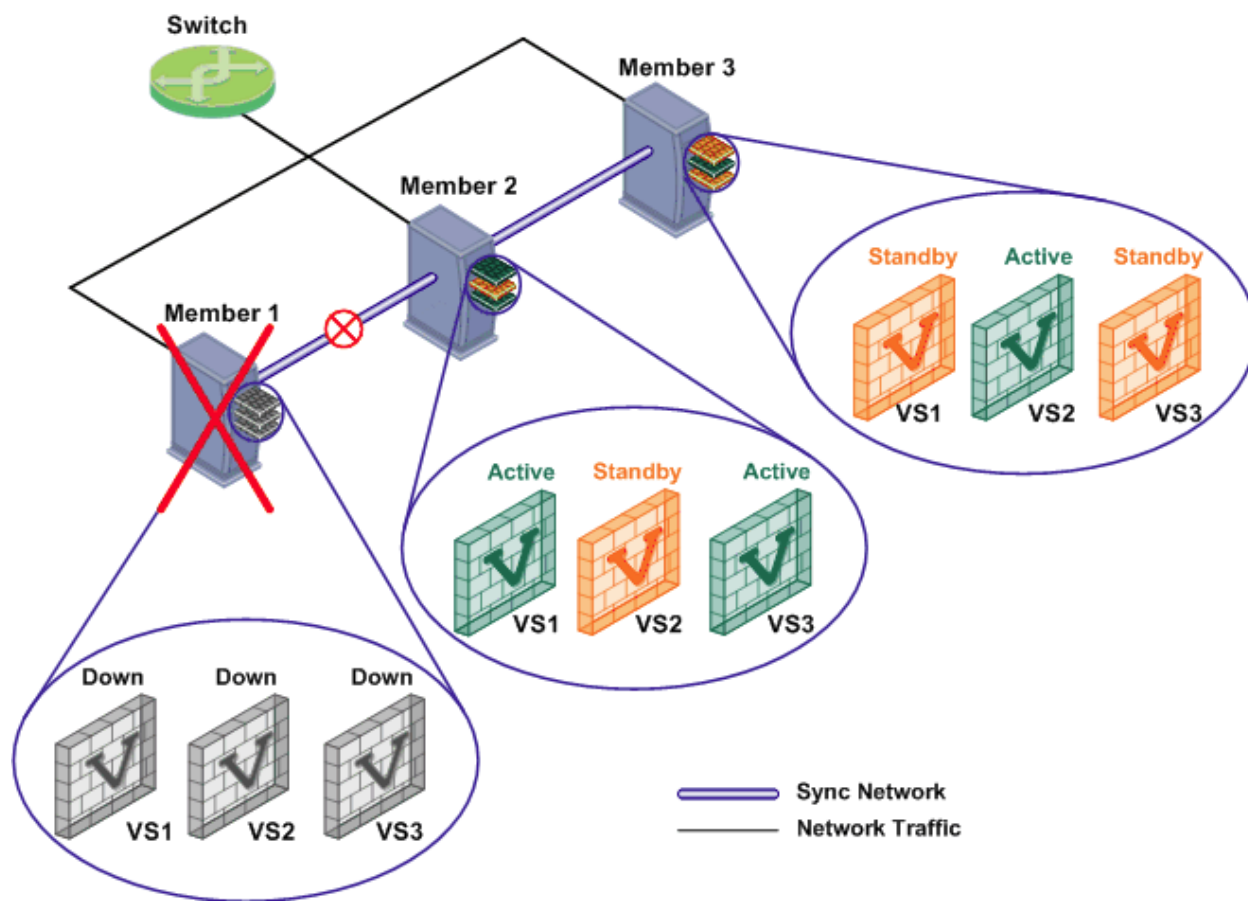 Switch
Member 3
Member 2
Member 1
Standby Active Standby
V V V
VS1 VS2 VS3
Active Standby Active
V V V
VS1 VS2 VS3
Down Down Down
V V V
VS1 VS2 VS3
Sync Network
Network Traffic